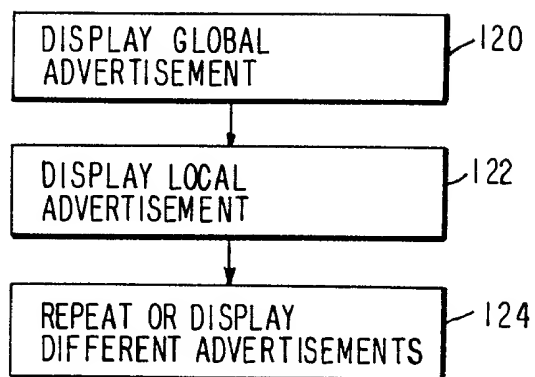 DISPLAY GLOBAL
ADVERTISEMENT
120
DISPLAY LOCAL
ADVERTISEMENT
122
REPEAT OR DISPLAY
DIFFERENT ADVERTISEMENTS
124